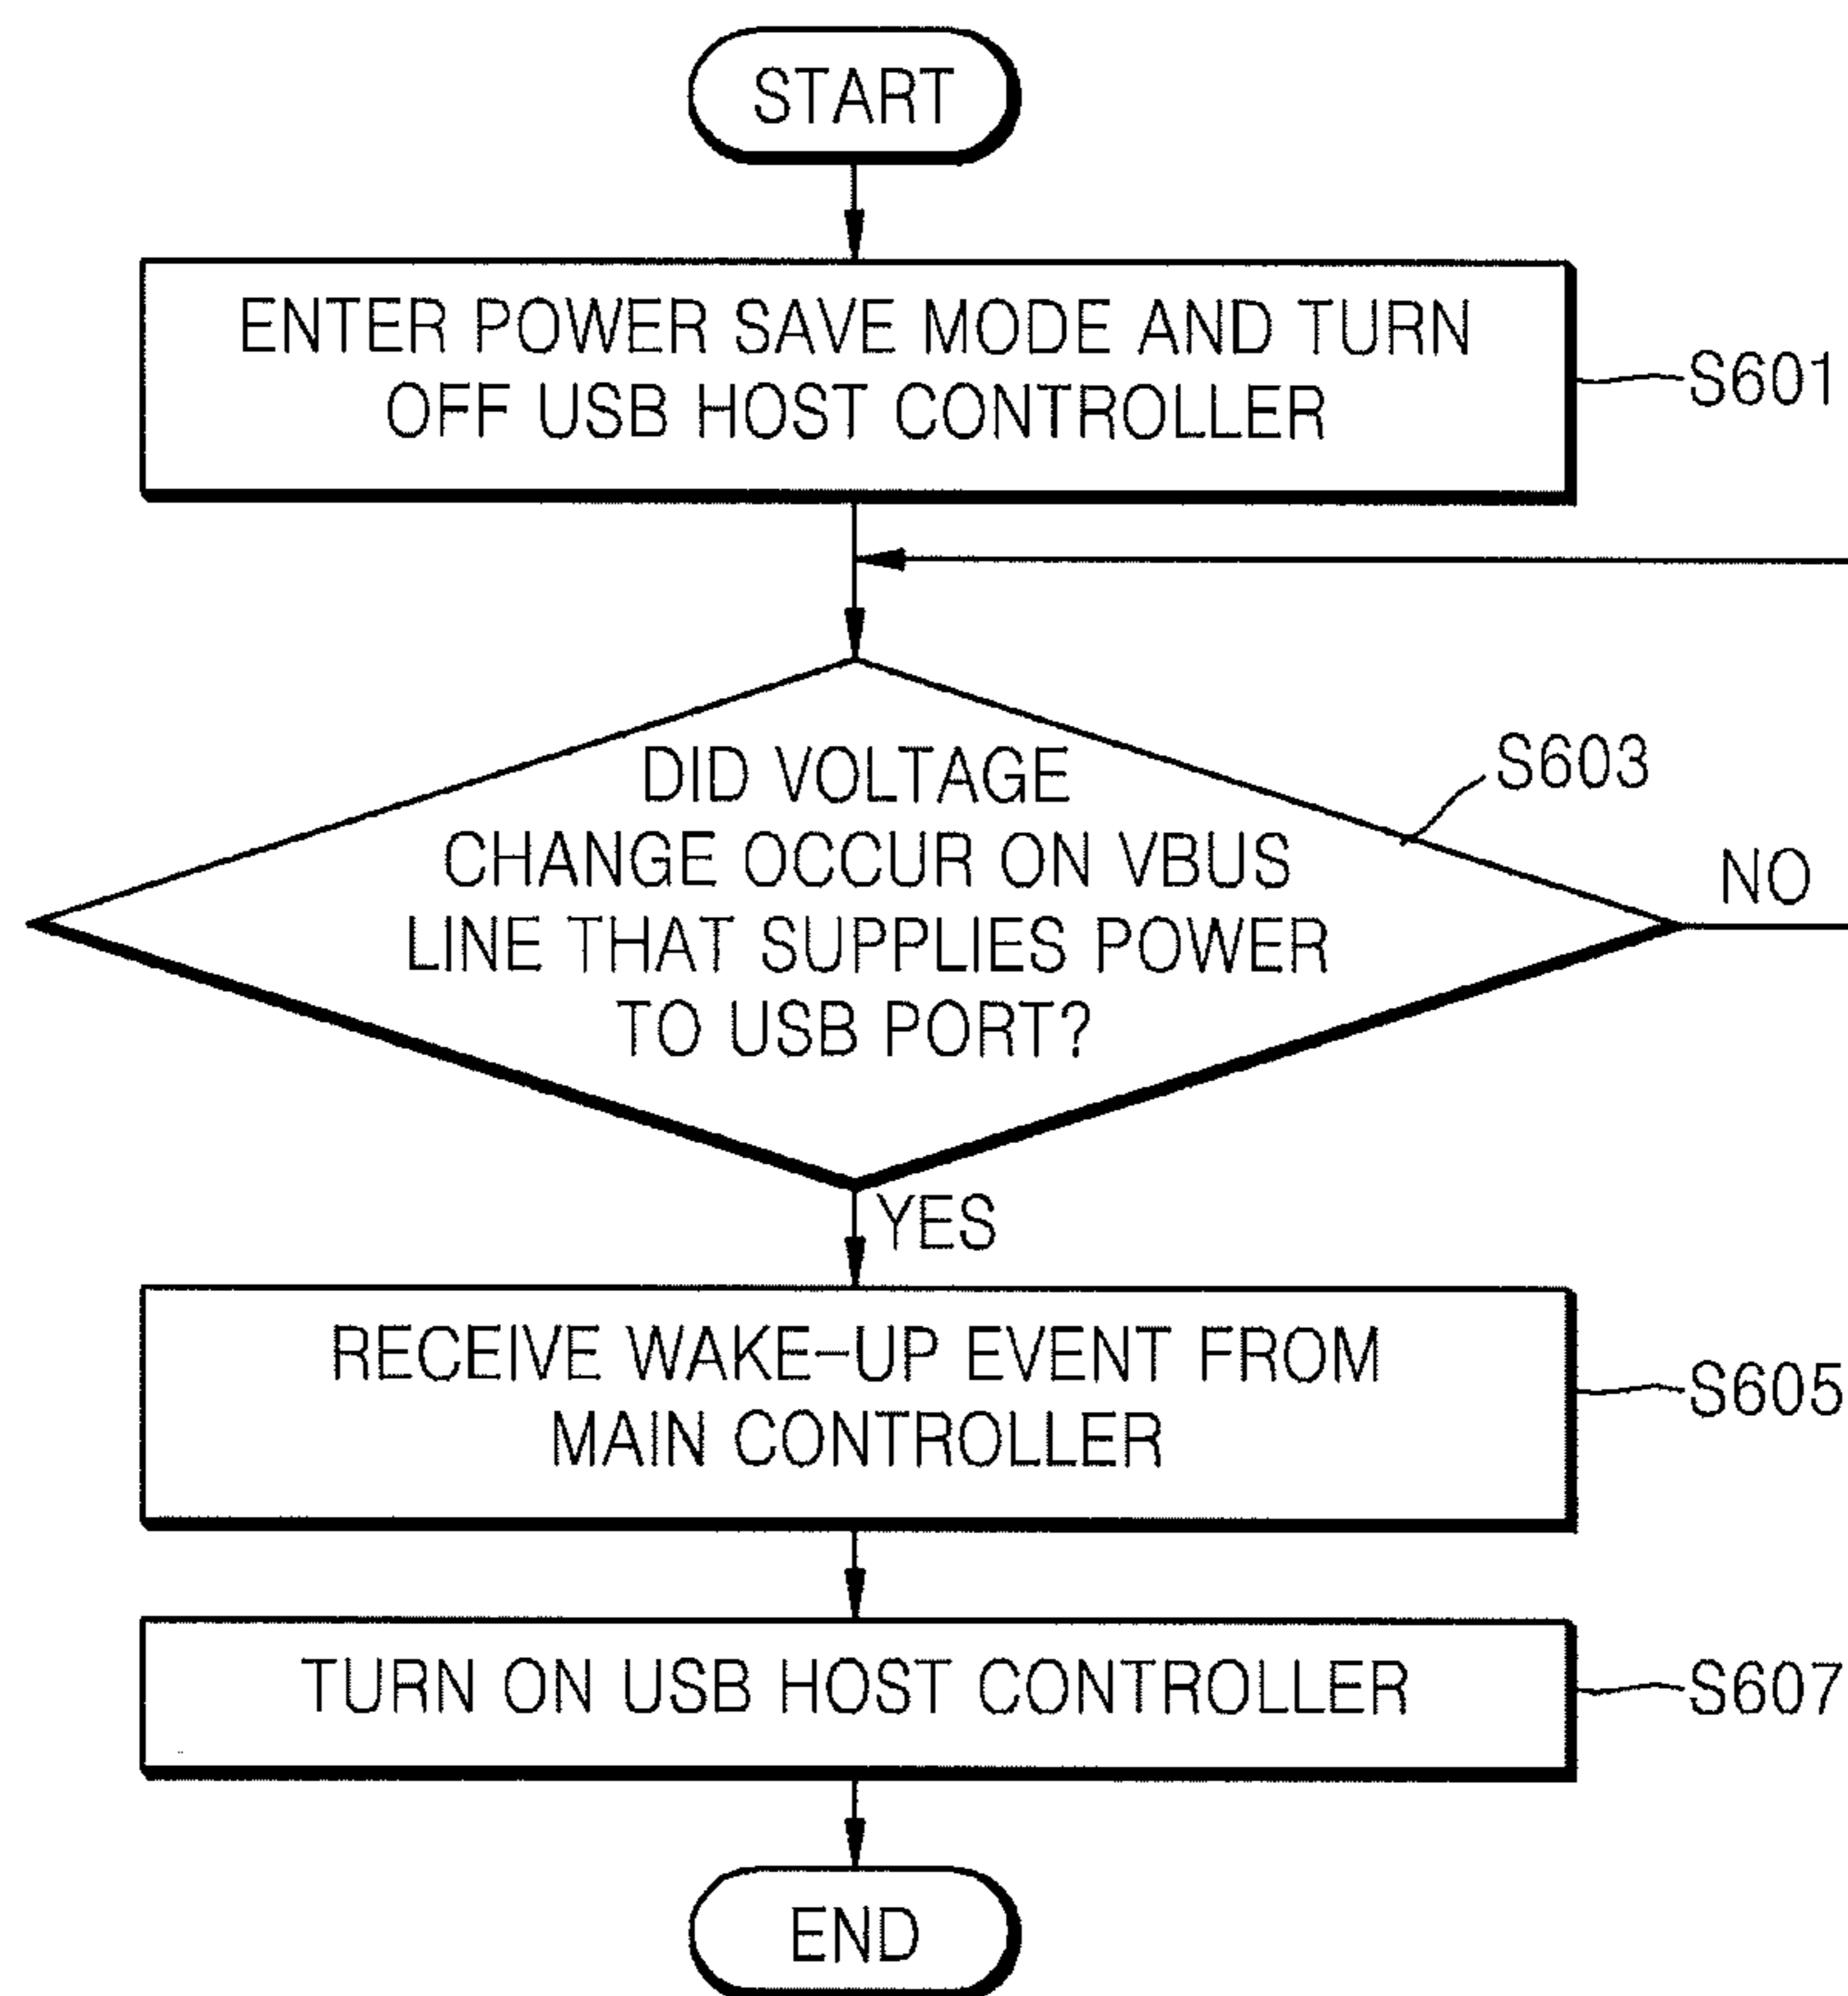 START
ENTER POWER SAVE MODE AND TURN
OFF USB HOST CONTROLLER
S601
DID VOLTAGE
CHANGE OCCUR ON VBUS
LINE THAT SUPPLIES POWER
TO USB PORT?
S603
NO
YES
RECEIVE WAKE-UP EVENT FROM
MAIN CONTROLLER
S605
TURN ON USB HOST CONTROLLER
S607
END